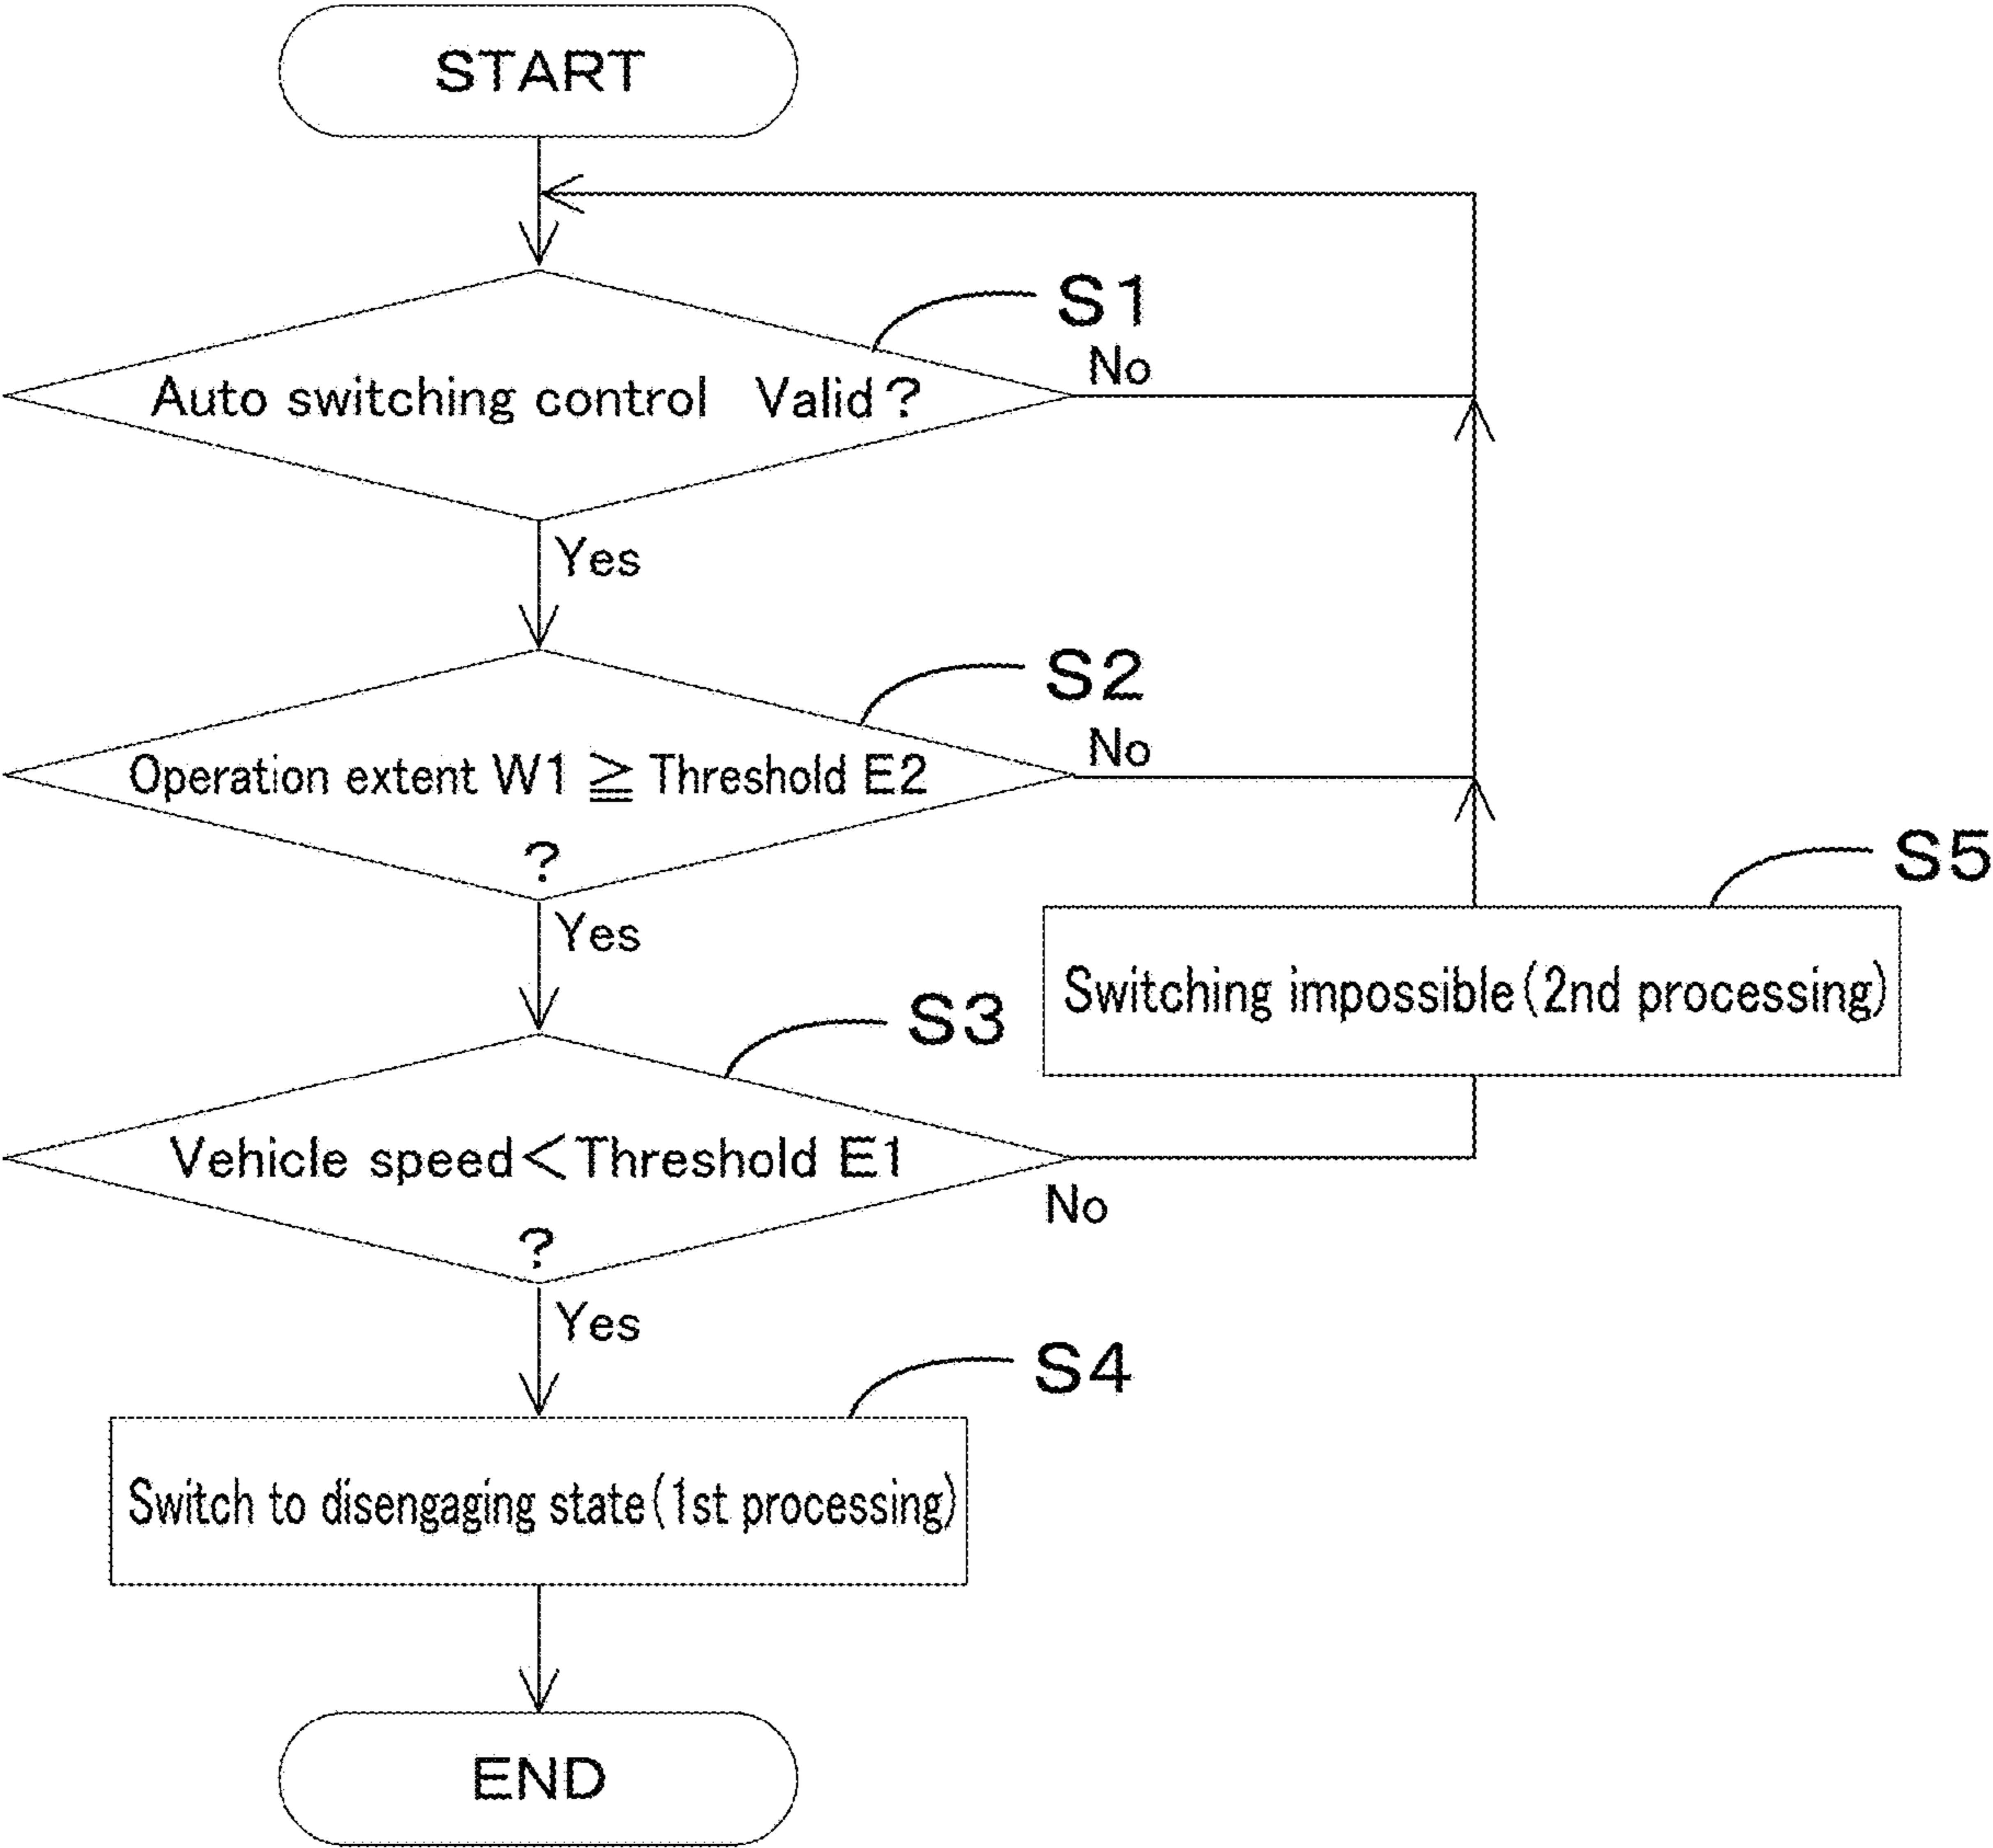 START
S1
Auto switching control Valid?
No
Yes
S2
Operation extent W1 ≧ Threshold E2
?
No
Yes
S5
Switching impossible(2nd processing)
S3
Vehicle speed<Threshold E1
?
No
Yes
S4
Switch to disengaging state(1st processing)
END